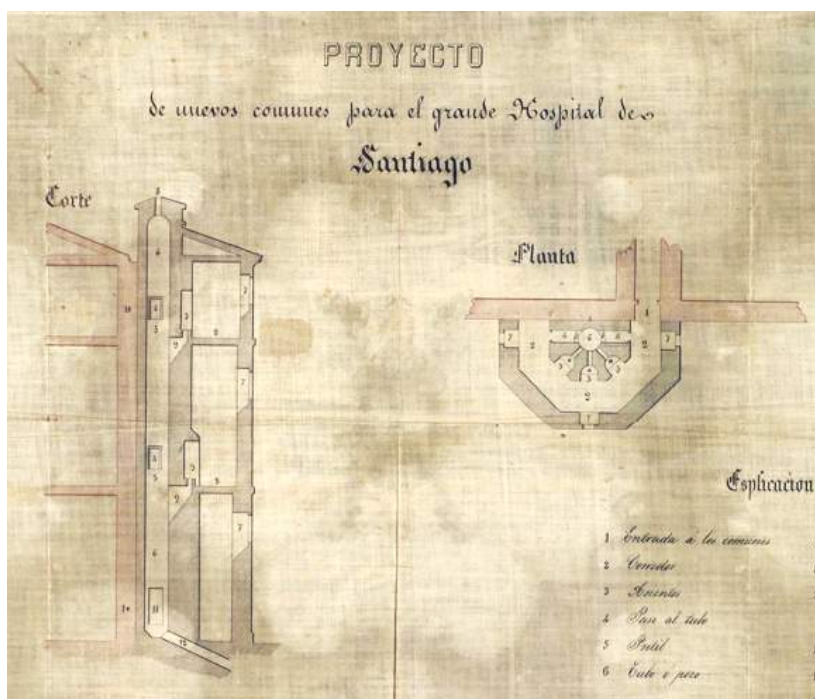 PROYECTO
de nuevos comunes para el grande Hospital de
Santiago
Corte
Planta
Esplicacion
1 Entrada á los comunes
2 Corredor
3 Asientos
4 Paso al tubo
5 Pretil
6 Tubo o pozo